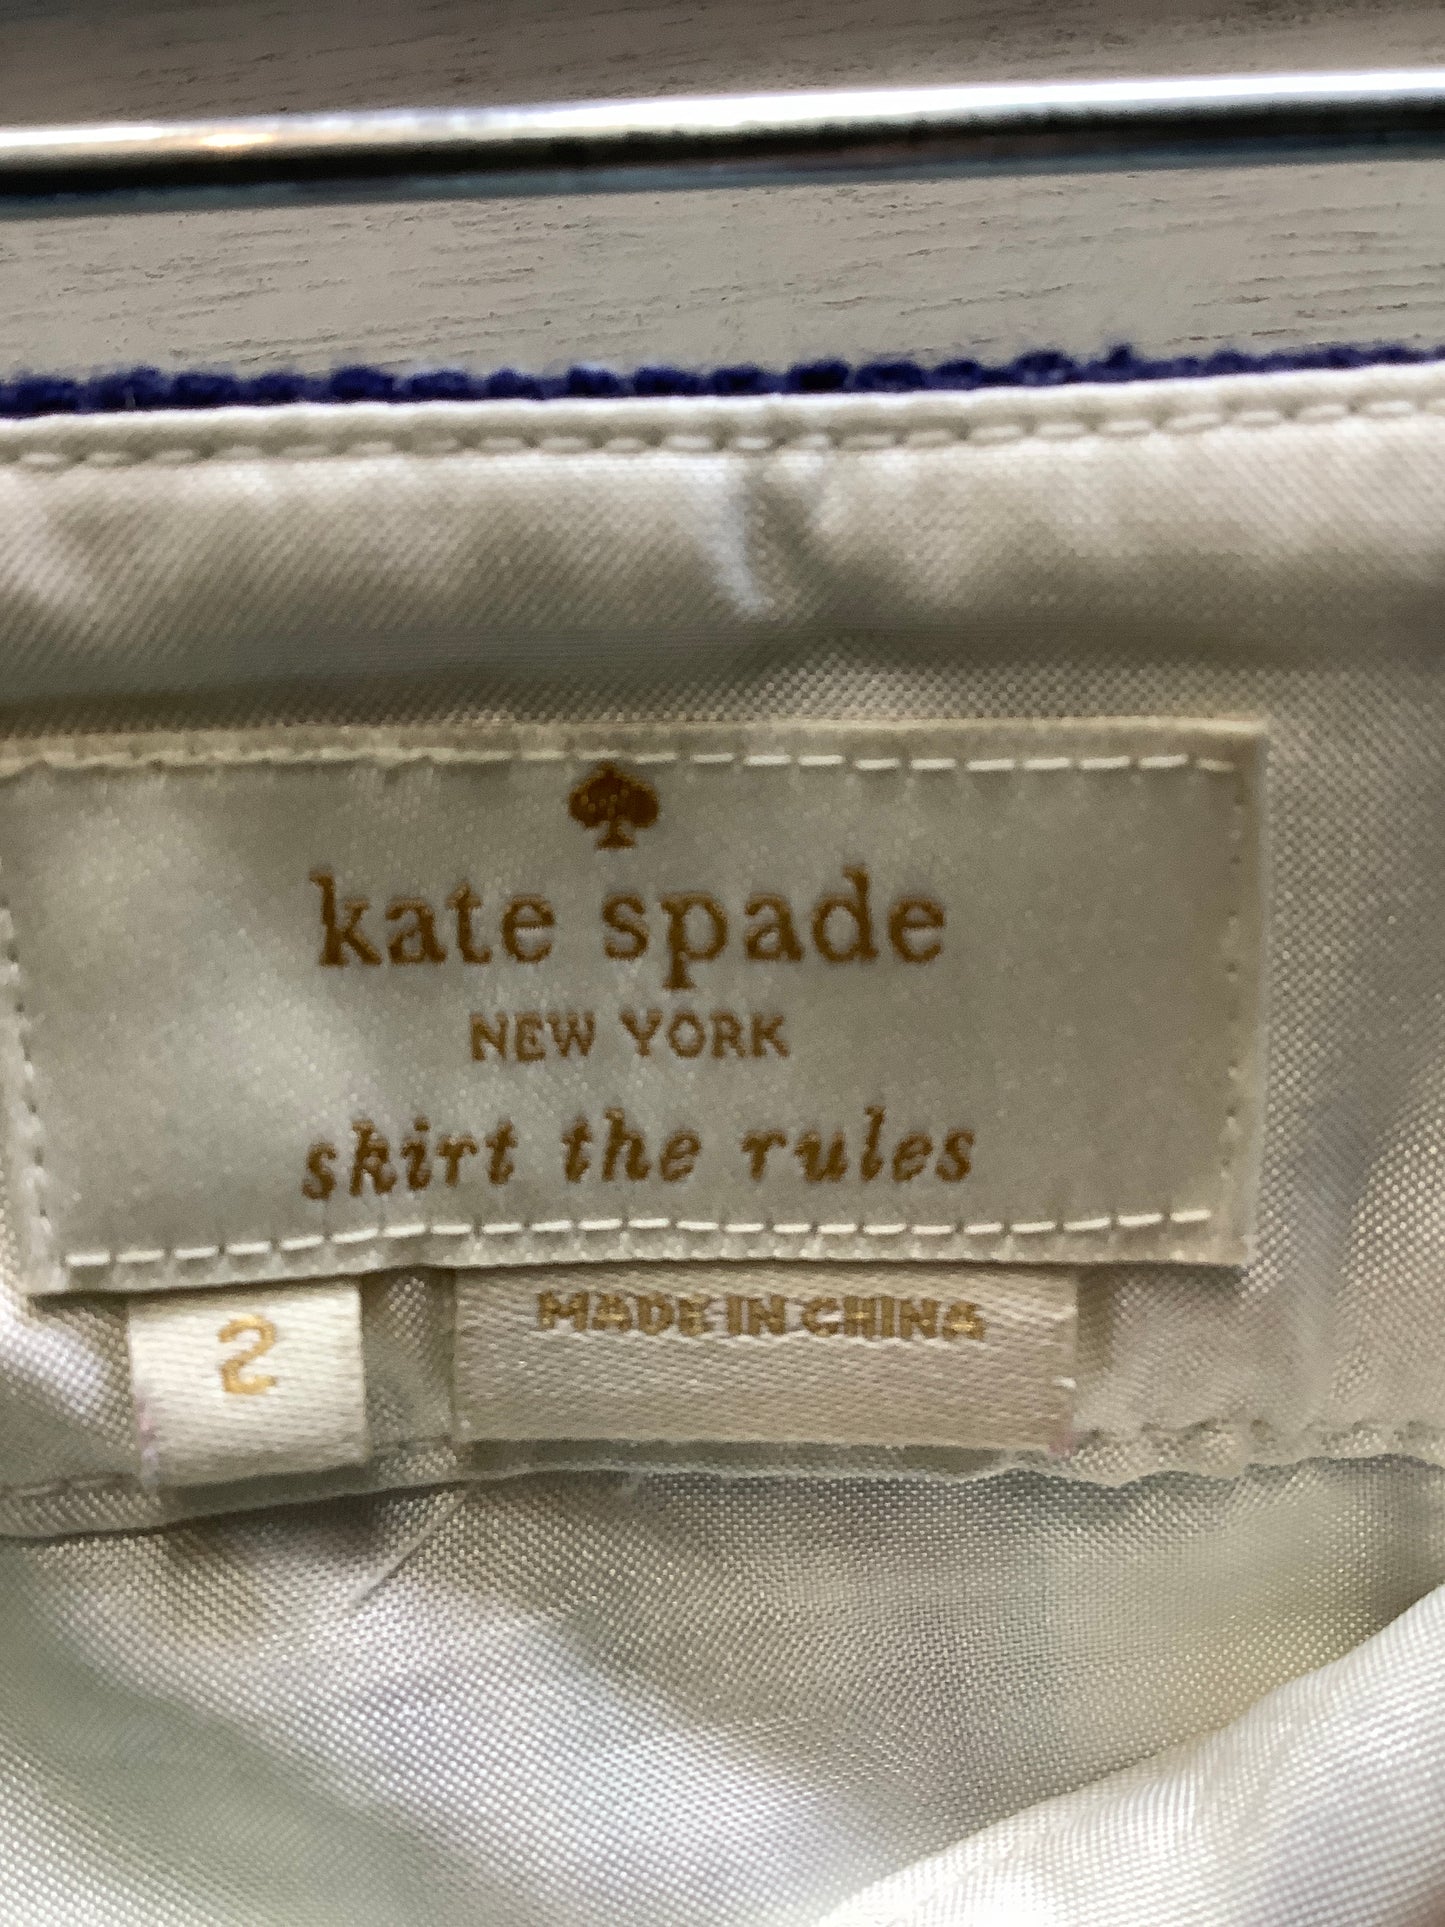 kate spade
NEW YORK
skirt the rules
2
MADE IN CHINA